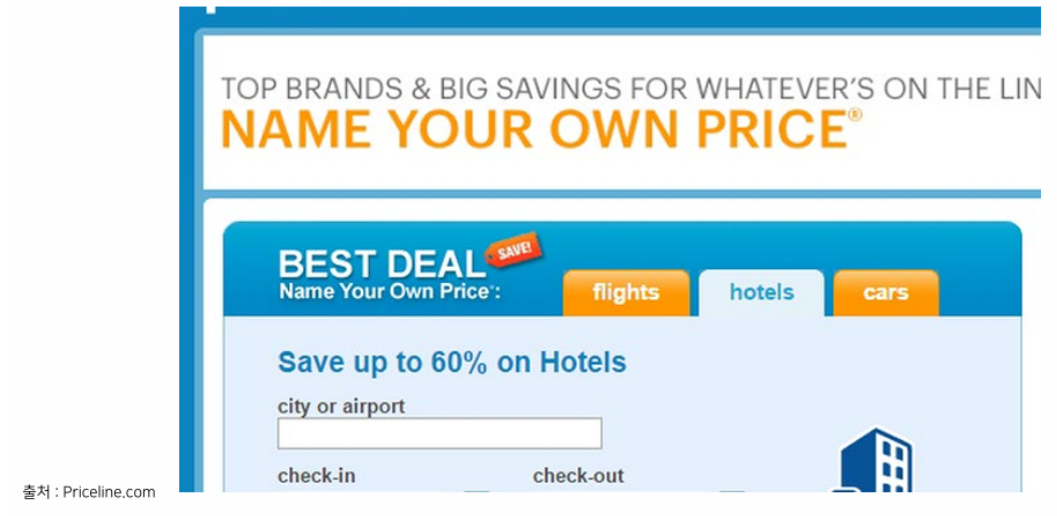 TOP BRANDS & BIG SAVINGS FOR WHATEVER'S ON THE LIN
NAME YOUR OWN PRICE®
BEST DEAL SAVE!
Name Your Own Price®:
flights hotels cars
Save up to 60% on Hotels
city or airport
check-in check-out
출처 : Priceline.com